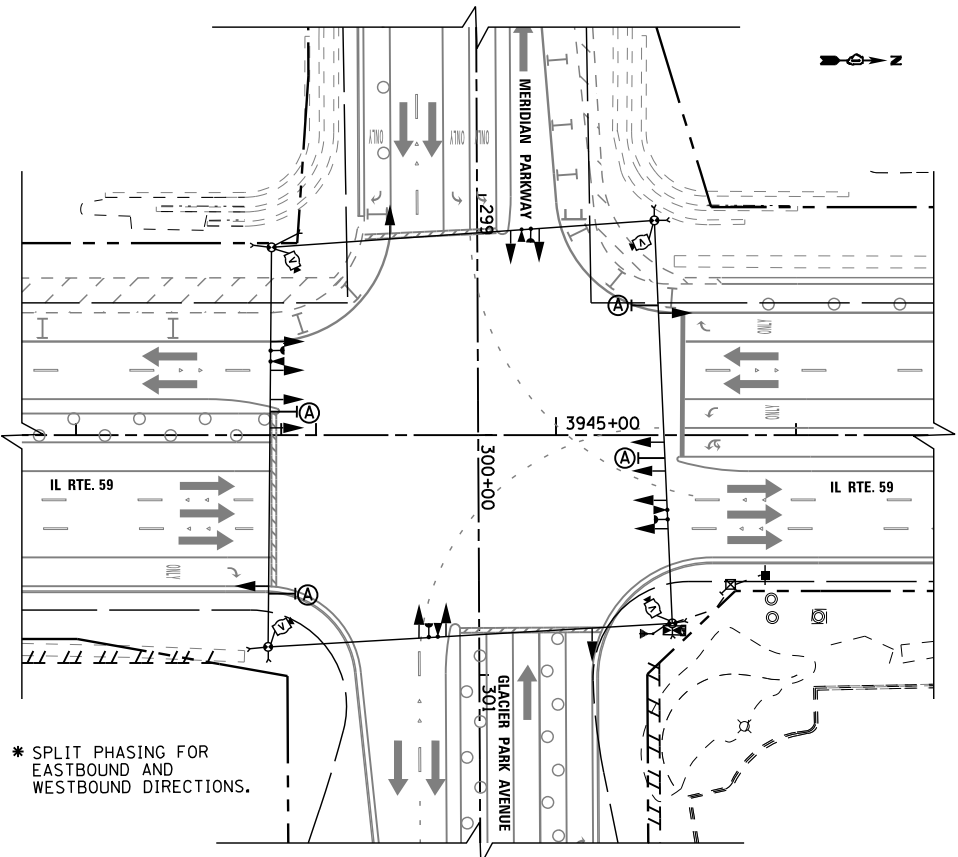 N
MERIDIAN PARKWAY
ONLY
ONLY
ONLY
299
V
V
A
ONLY
A
3945+00
ONLY
A
300+00
IL RTE. 59
IL RTE. 59
ONLY
A
V
V
GLACIER PARK AVENUE
301
* SPLIT PHASING FOR
EASTBOUND AND
WESTBOUND DIRECTIONS.